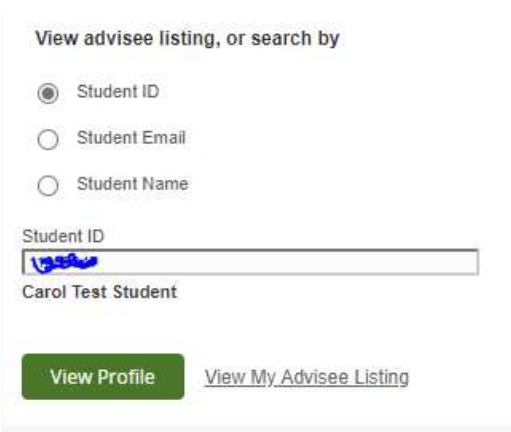 View advisee listing, or search by
Student ID
Student Email
Student Name
Student ID
Carol Test Student
View Profile View My Advisee Listing